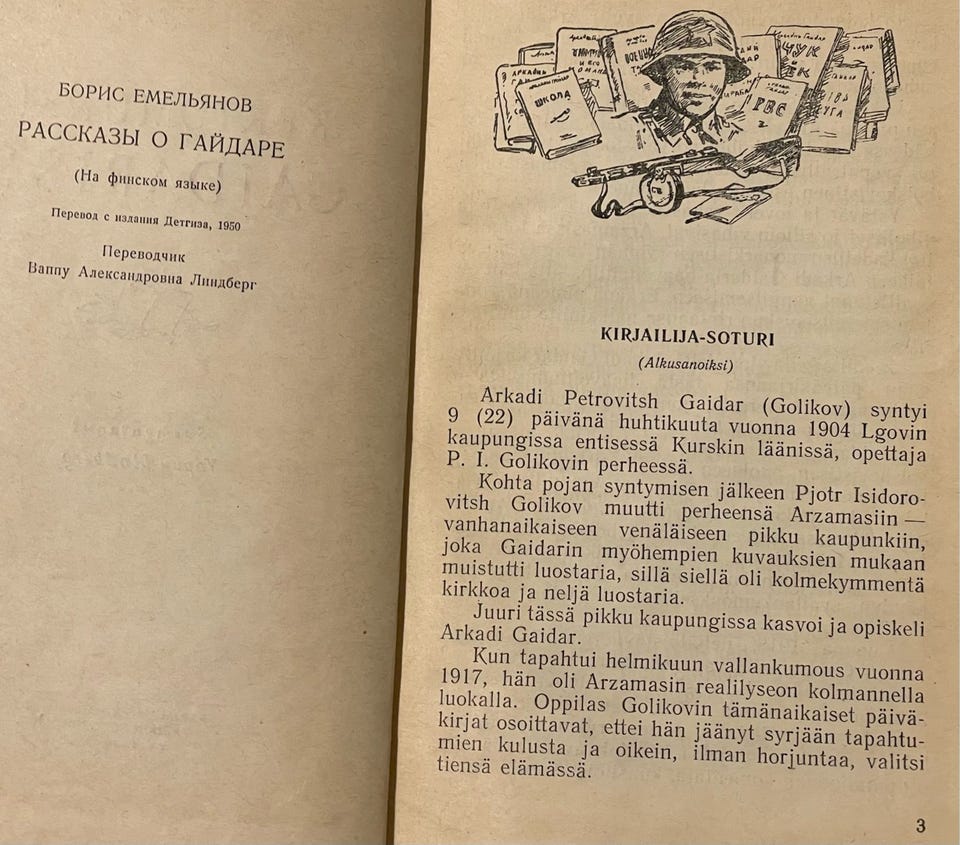 БОРИС ЕМЕЛЬЯНОВ
РАССКАЗЫ О ГАЙДАРЕ
(На финском языке)
Перевод с издания Детгиза, 1950
Переводчик
Ваппу Александровна Линдберг
ШКОЛА
ЧУК
РВС
KIRJAILIJA-SOTURI
(Alkusanoiksi)
Arkadi Petrovitsh Gaidar (Golikov) syntyi
9 (22) päivänä huhtikuuta vuonna 1904 Lgovin
kaupungissa entisessä Kurskin läänissä, opettaja
P. I. Golikovin perheessä.
Kohta pojan syntymisen jälkeen Pjotr Isidoro-
vitsh Golikov muutti perheensä Arzamasiin —
vanhanaikaiseen venäläiseen pikku kaupunkiin,
joka Gaidarin myöhempien kuvauksien mukaan
muistutti luostaria, sillä siellä oli kolmekymmentä
kirkkoa ja neljä luostaria.
Juuri tässä pikku kaupungissa kasvoi ja opiskeli
Arkadi Gaidar.
Kun tapahtui helmikuun vallankumous vuonna
1917, hän oli Arzamasin realilyseon kolmannella
luokalla. Oppilas Golikovin tämänaikaiset päivä-
kirjat osoittavat, ettei hän jäänyt syrjään tapahtu-
mien kulusta ja oikein, ilman horjuntaa, valitsi
tiensä elämässä.
3